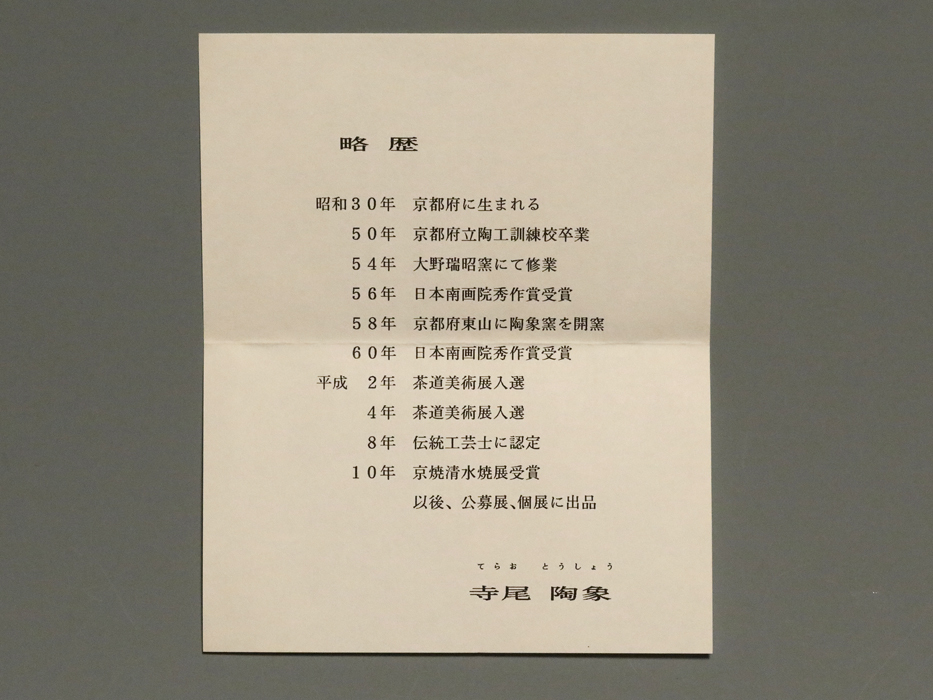 略 歴
昭和30年 京都府に生まれる
50年 京都府立陶工訓練校卒業
54年 大野瑞昭窯にて修業
56年 日本南画院秀作賞受賞
58年 京都府東山に陶象窯を開窯
60年 日本南画院秀作賞受賞
平成 2年 茶道美術展入選
4年 茶道美術展入選
8年 伝統工芸士に認定
10年 京焼清水焼展受賞
以後、公募展、個展に出品
てらお とうしょう
寺尾 陶象